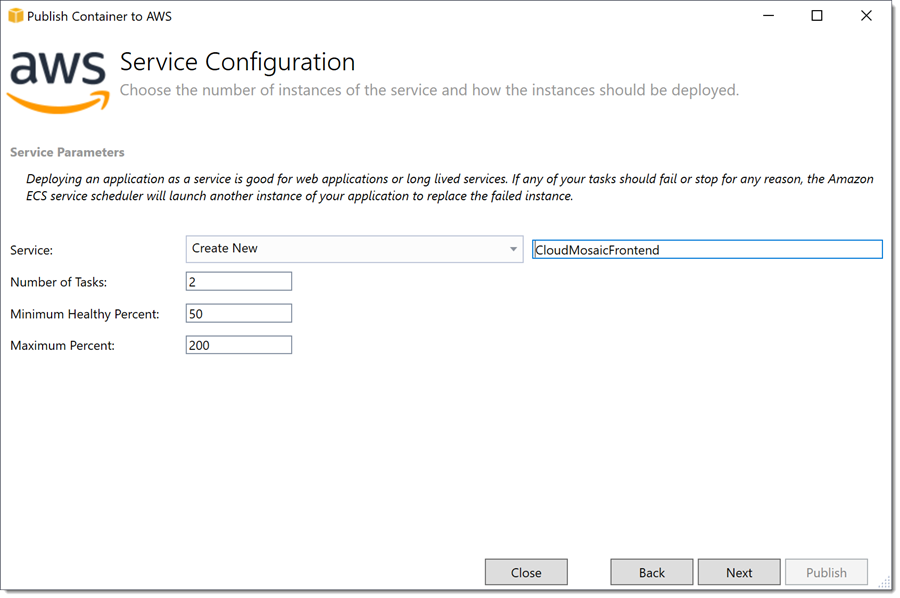 Publish Container to AWS
aws
Service Configuration
Choose the number of instances of the service and how the instances should be deployed.
Service Parameters
Deploying an application as a service is good for web applications or long lived services. If any of your tasks should fail or stop for any reason, the Amazon
ECS service scheduler will launch another instance of your application to replace the failed instance.
Service: Create New CloudMosaicFrontend
Number of Tasks: 2
Minimum Healthy Percent: 50
Maximum Percent: 200
Close Back Next Publish